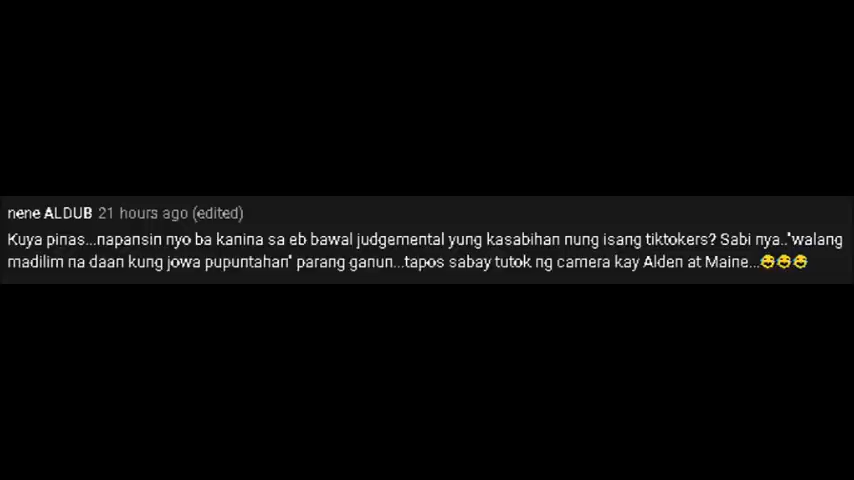 nene ALDUB 21 hours ago (edited)
Kuya pinas...napansin nyo ba kanina sa eb bawal judgemental yung kasabihan nung isang tiktokers? Sabi nya.."walang
madilim na daan kung jowa pupuntahan" parang ganun...tapos sabay tutok ng camera kay Alden at Maine...😂😂😂